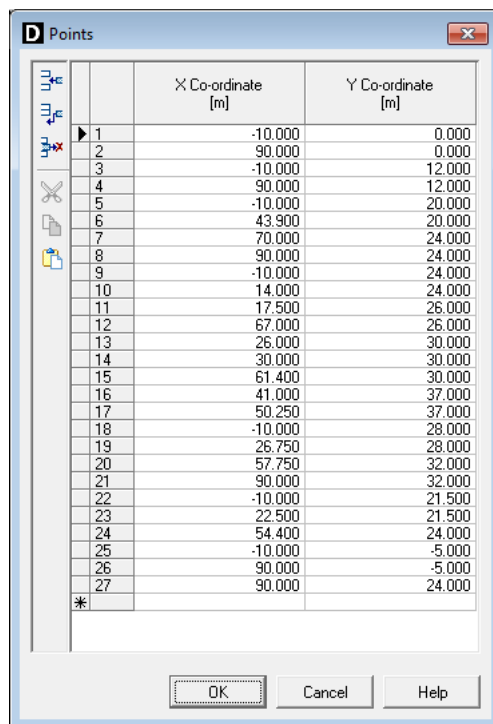 D Points
X Co-ordinate Y Co-ordinate
[m] [m]
1 -10.000 0.000
2 90.000 0.000
3 -10.000 12.000
4 90.000 12.000
5 -10.000 20.000
6 43.900 20.000
7 70.000 24.000
8 90.000 24.000
9 -10.000 24.000
10 14.000 24.000
11 17.500 26.000
12 67.000 26.000
13 26.000 30.000
14 30.000 30.000
15 61.400 30.000
16 41.000 37.000
17 50.250 37.000
18 -10.000 28.000
19 26.750 28.000
20 57.750 32.000
21 90.000 32.000
22 -10.000 21.500
23 22.500 21.500
24 54.400 24.000
25 -10.000 -5.000
26 90.000 -5.000
27 90.000 24.000
OK Cancel Help